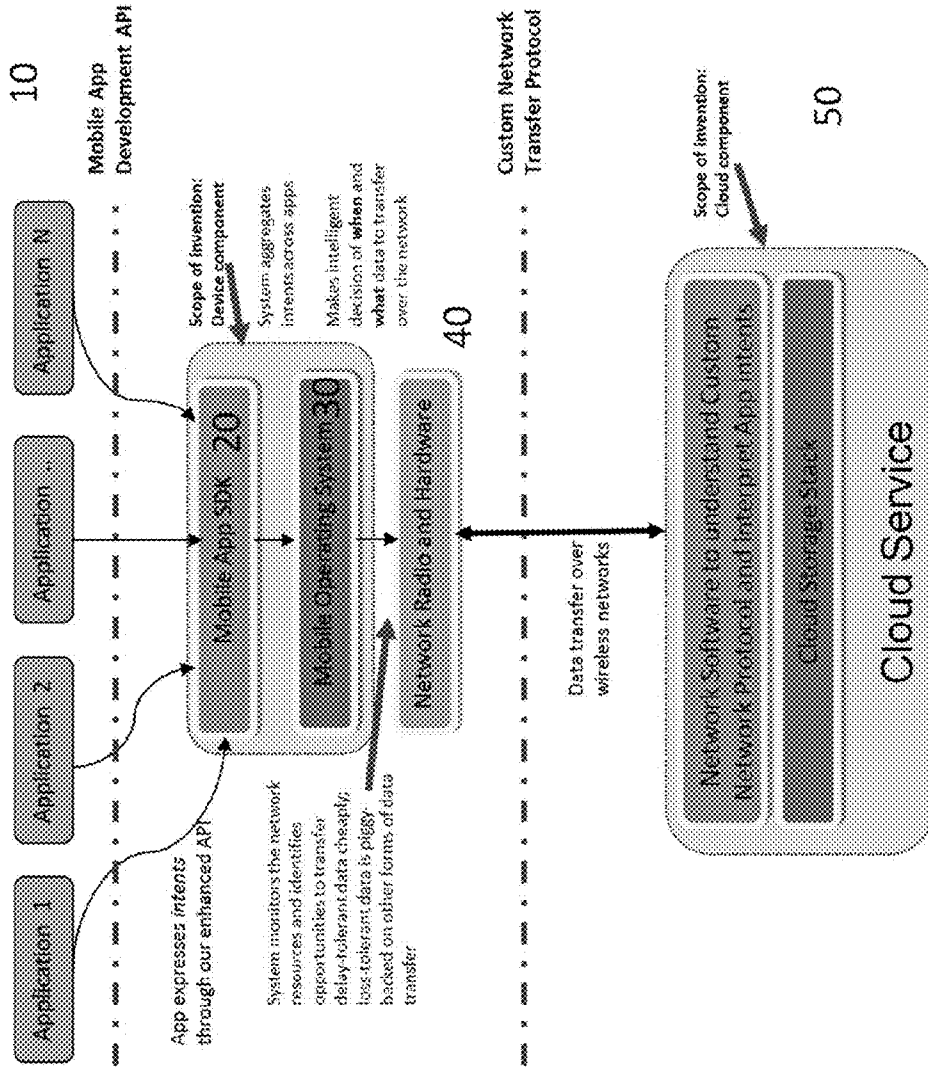 10
Application 1
Application 2
Application ...
Application N
Mobile App
Development API
App expresses intents
through our enhanced API
Mobile App SDK
20
Scope of invention:
Device component
System aggregates
intents across apps
Mobile Operating System
30
Makes intelligent
decision of when and
what data to transfer
over the network
System monitors the network
resources and identifies
opportunities to transfer
delay-tolerant data cheaply;
loss-tolerant data is piggy-
backed on other forms of data
transfer
Network Radio and Hardware
40
Custom Network
Transfer Protocol
Data transfer over
wireless networks
Scope of invention:
Cloud component
Network Software to understand Custom
Network Protocol and interpret App intents
Cloud Storage Stack
Cloud Service
50